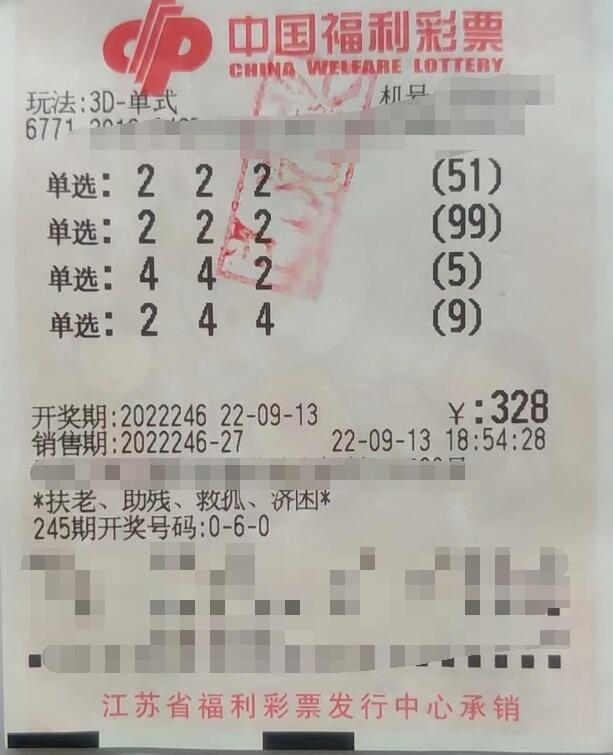 中国福利彩票
CHINA WELFARE LOTTERY
玩法:3D-单式 机号
6771
单选: 2 2 2 (51)
单选: 2 2 2 (99)
单选: 4 4 2 (5)
单选: 2 4 4 (9)
开奖期:2022246 22-09-13 ¥:328
销售期:2022246-27 22-09-13 18:54:28
*扶老、助残、救孤、济困*
245期开奖号码:0-6-0
江苏省福利彩票发行中心承销